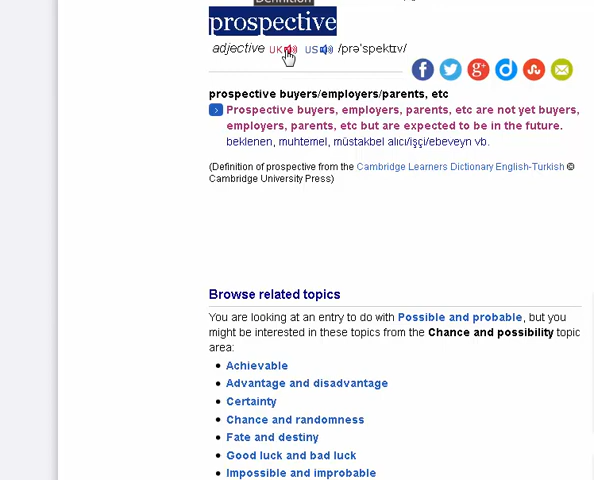 Definition
prospective
adjective UK US /prəˈspektɪv/
prospective buyers/employers/parents, etc
Prospective buyers, employers, parents, etc are not yet buyers,
employers, parents, etc but are expected to be in the future.
beklenen, muhtemel, müstakbel alıcı/işçi/ebeveyn vb.
(Definition of prospective from the Cambridge Learners Dictionary English-Turkish ©
Cambridge University Press)
Browse related topics
You are looking at an entry to do with Possible and probable, but you
might be interested in these topics from the Chance and possibility topic
area:
Achievable
Advantage and disadvantage
Certainty
Chance and randomness
Fate and destiny
Good luck and bad luck
Impossible and improbable